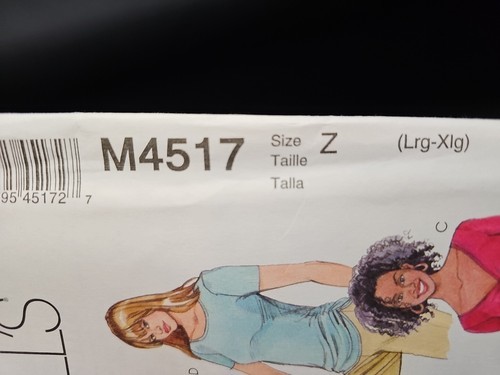 M4517
Size Z (Lrg-Xlg)
Taille
Talla
95 45172 7
C
D
L'S